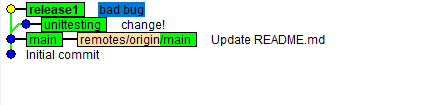 release1 bad bug
unittesting change!
main remotes/origin/main Update README.md
Initial commit